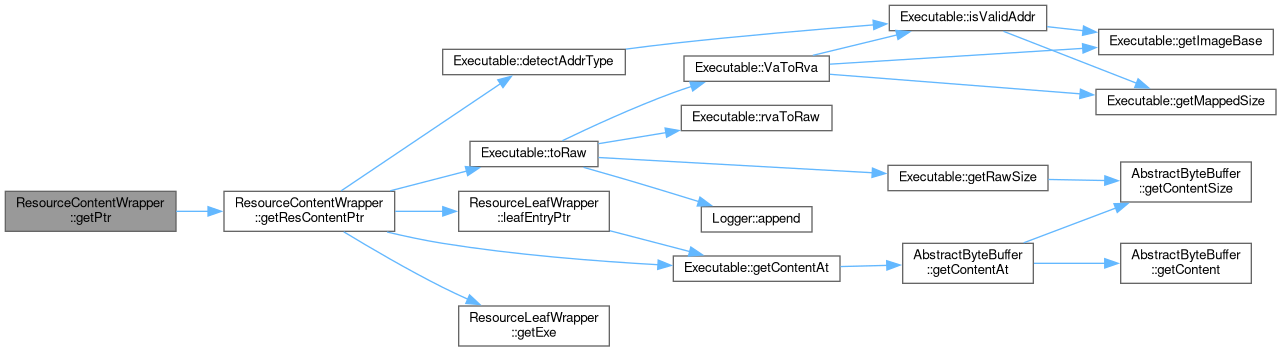 ResourceContentWrapper
::getPtr
ResourceContentWrapper
::getResContentPtr
Executable::detectAddrType
Executable::toRaw
ResourceLeafWrapper
::leafEntryPtr
ResourceLeafWrapper
::getExe
Executable::VaToRva
Executable::rvaToRaw
Logger::append
Executable::getContentAt
Executable::isValidAddr
Executable::getRawSize
AbstractByteBuffer
::getContentAt
Executable::getImageBase
Executable::getMappedSize
AbstractByteBuffer
::getContentSize
AbstractByteBuffer
::getContent